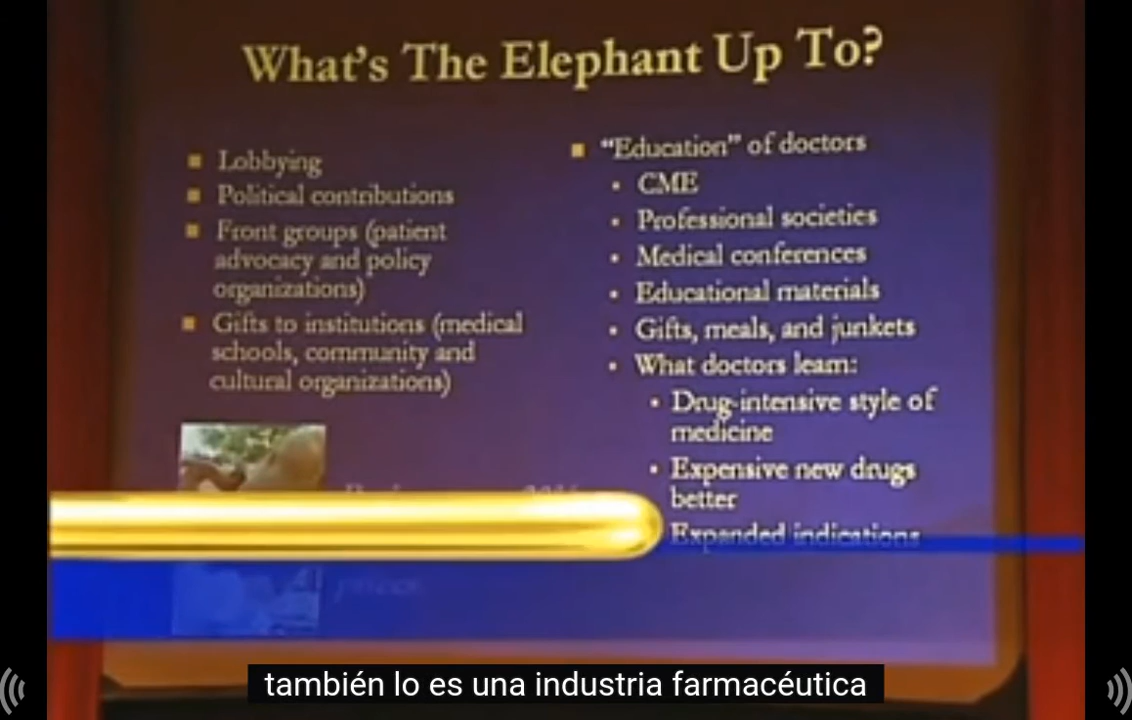 What's The Elephant Up To?
Lobbying
Political contributions
Front groups (patient
advocacy and policy
organizations)
Gifts to institutions (medical
schools, community and
cultural organizations)
"Education" of doctors
CME
Professional societies
Medical conferences
Educational materials
Gifts, meals, and junkets
What doctors learn:
Drug-intensive style of
medicine
Expensive new drugs
better
Expanded indications
también lo es una industria farmacéutica